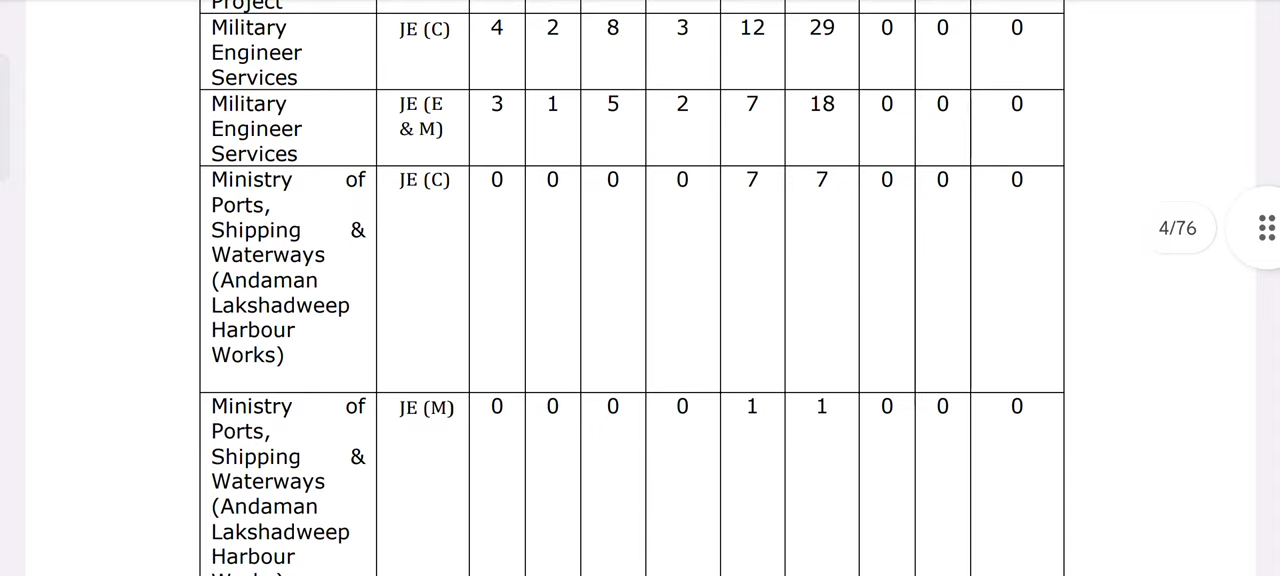 Project
Military JE (C) 4 2 8 3 12 29 0 0 0
Engineer
Services
Military JE (E 3 1 5 2 7 18 0 0 0
Engineer & M)
Services
Ministry of JE (C) 0 0 0 0 7 7 0 0 0
Ports,
Shipping &
Waterways
(Andaman
Lakshadweep
Harbour
Works)
4/76
Ministry of JE (M) 0 0 0 0 1 1 0 0 0
Ports,
Shipping &
Waterways
(Andaman
Lakshadweep
Harbour